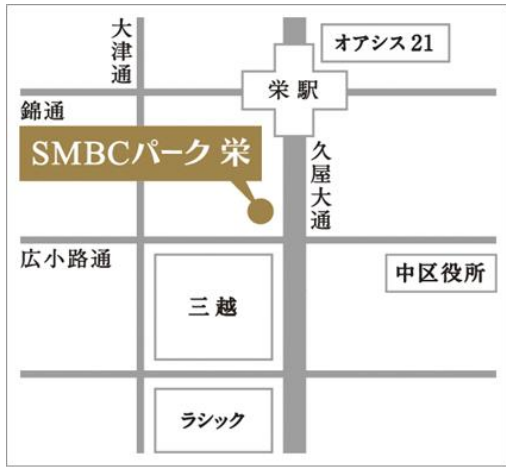 大津通
オアシス21
栄駅
錦通
SMBCパーク 栄
久屋大通
広小路通
中区役所
三越
ラシック